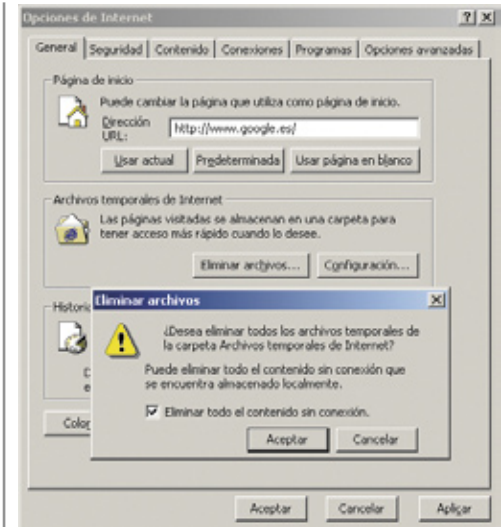 Opciones de Internet
General Seguridad Contenido Conexiones Programas Opciones avanzadas
Página de inicio
Puede cambiar la página que utiliza como página de inicio.
Dirección
URL:
http://www.google.es/
Usar actual Predeterminada Usar página en blanco
Archivos temporales de Internet
Las páginas visitadas se almacenan en una carpeta para
tener acceso más rápido cuando lo desee.
Eliminar archivos... Configuración...
Eliminar archivos
¿Desea eliminar todos los archivos temporales de
la carpeta Archivos temporales de Internet?
Puede eliminar todo el contenido sin conexión que
se encuentra almacenado localmente.
Eliminar todo el contenido sin conexión.
Aceptar Cancelar
Aceptar Cancelar Aplicar